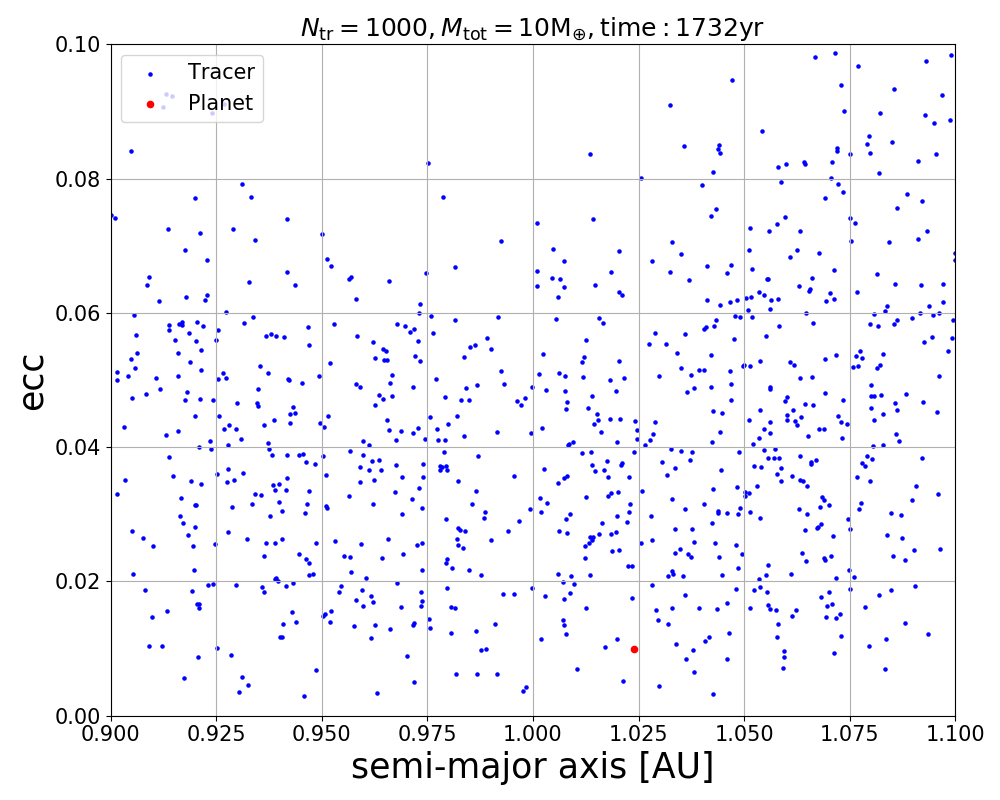 N_tr = 1000, M_tot = 10M_⊕, time : 1732yr
Tracer
Planet
0.10
0.08
0.06
0.04
0.02
0.00
ecc
0.900 0.925 0.950 0.975 1.000 1.025 1.050 1.075 1.100
semi-major axis [AU]